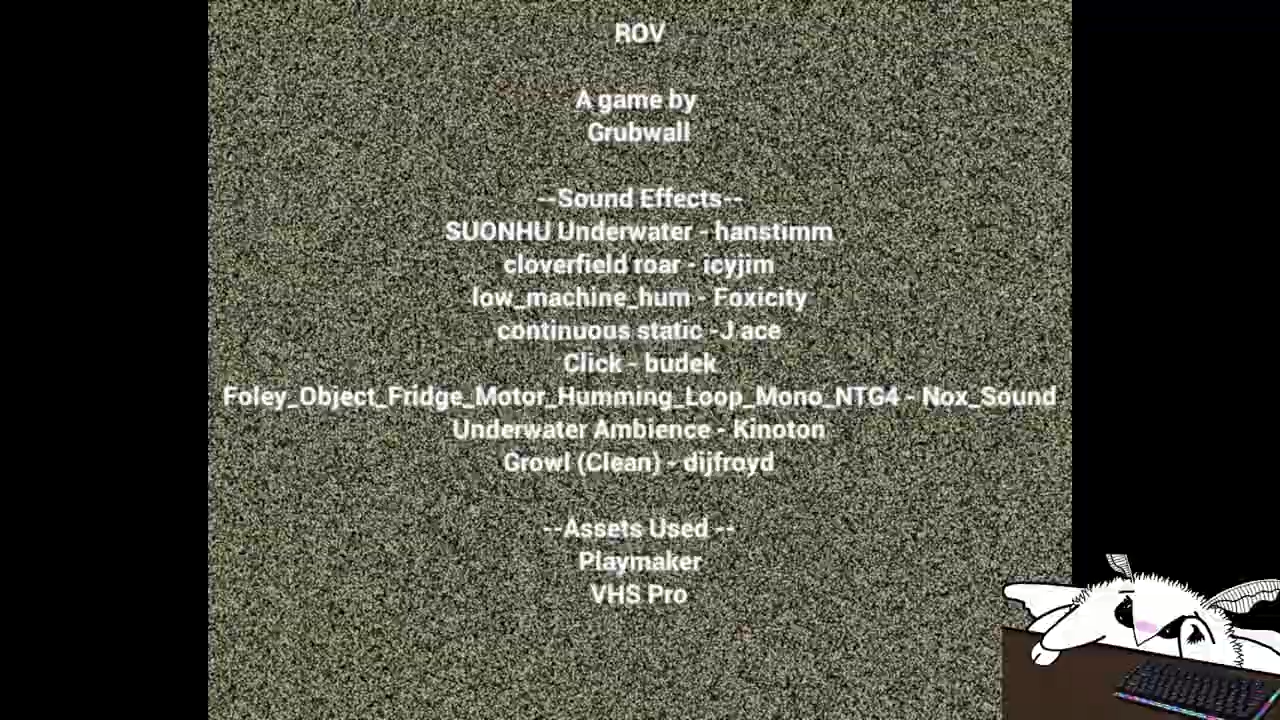 ROV
A game by
Grubwall
--Sound Effects--
SUONHU Underwater - hanstimm
cloverfield roar - icyjim
low_machine_hum - Foxicity
continuous static -J ace
Click - budek
Foley_Object_Fridge_Motor_Humming_Loop_Mono_NTG4 - Nox_Sound
Underwater Ambience - Kinoton
Growl (Clean) - dijfroyd
--Assets Used --
Playmaker
VHS Pro